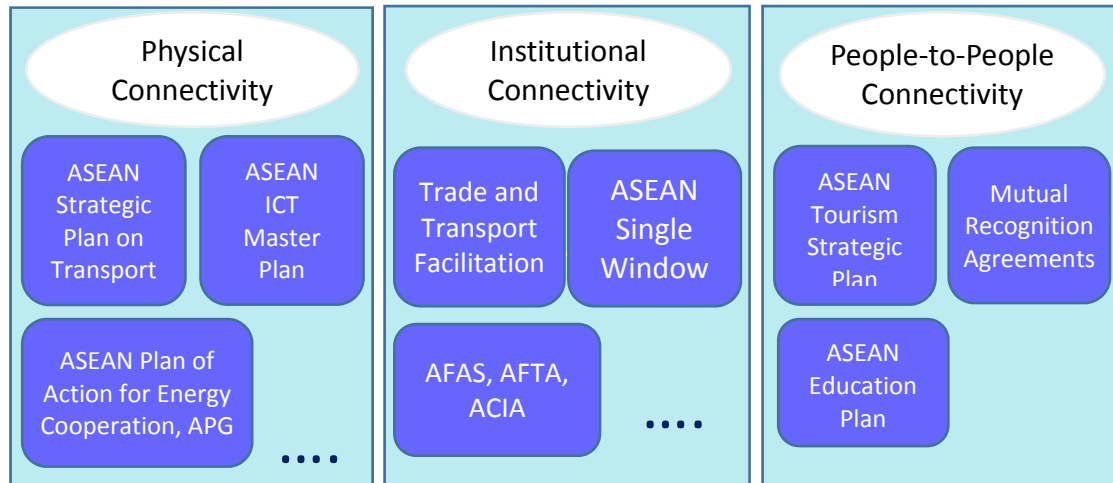 Physical
Connectivity
ASEAN
Strategic
Plan on
Transport
ASEAN
ICT
Master
Plan
ASEAN Plan of
Action for Energy
Cooperation, APG
....
Institutional
Connectivity
Trade and
Transport
Facilitation
ASEAN
Single
Window
AFAS, AFTA,
ACIA
....
People-to-People
Connectivity
ASEAN
Tourism
Strategic
Plan
Mutual
Recognition
Agreements
ASEAN
Education
Plan